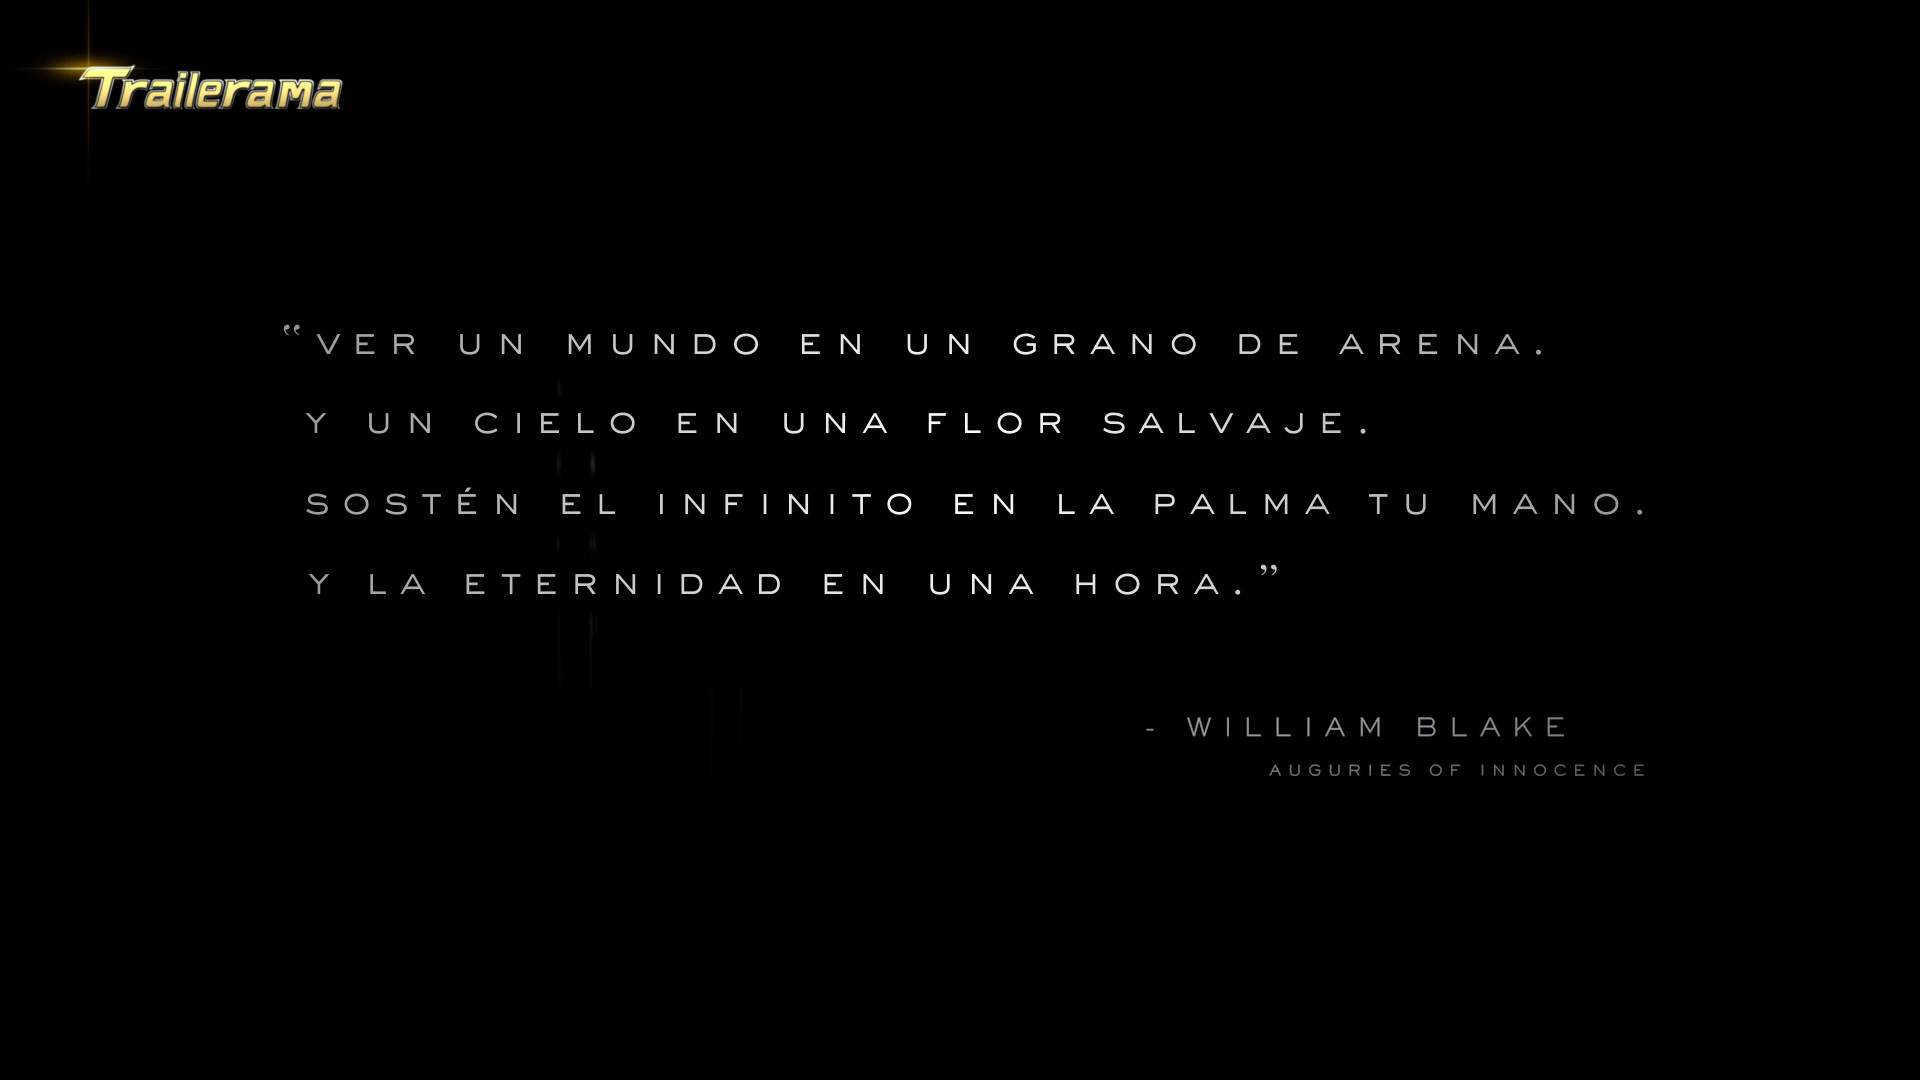 Trailerama
“VER UN MUNDO EN UN GRANO DE ARENA.
Y UN CIELO EN UNA FLOR SALVAJE.
SOSTÉN EL INFINITO EN LA PALMA TU MANO.
Y LA ETERNIDAD EN UNA HORA.”
- WILLIAM BLAKE
AUGURIES OF INNOCENCE